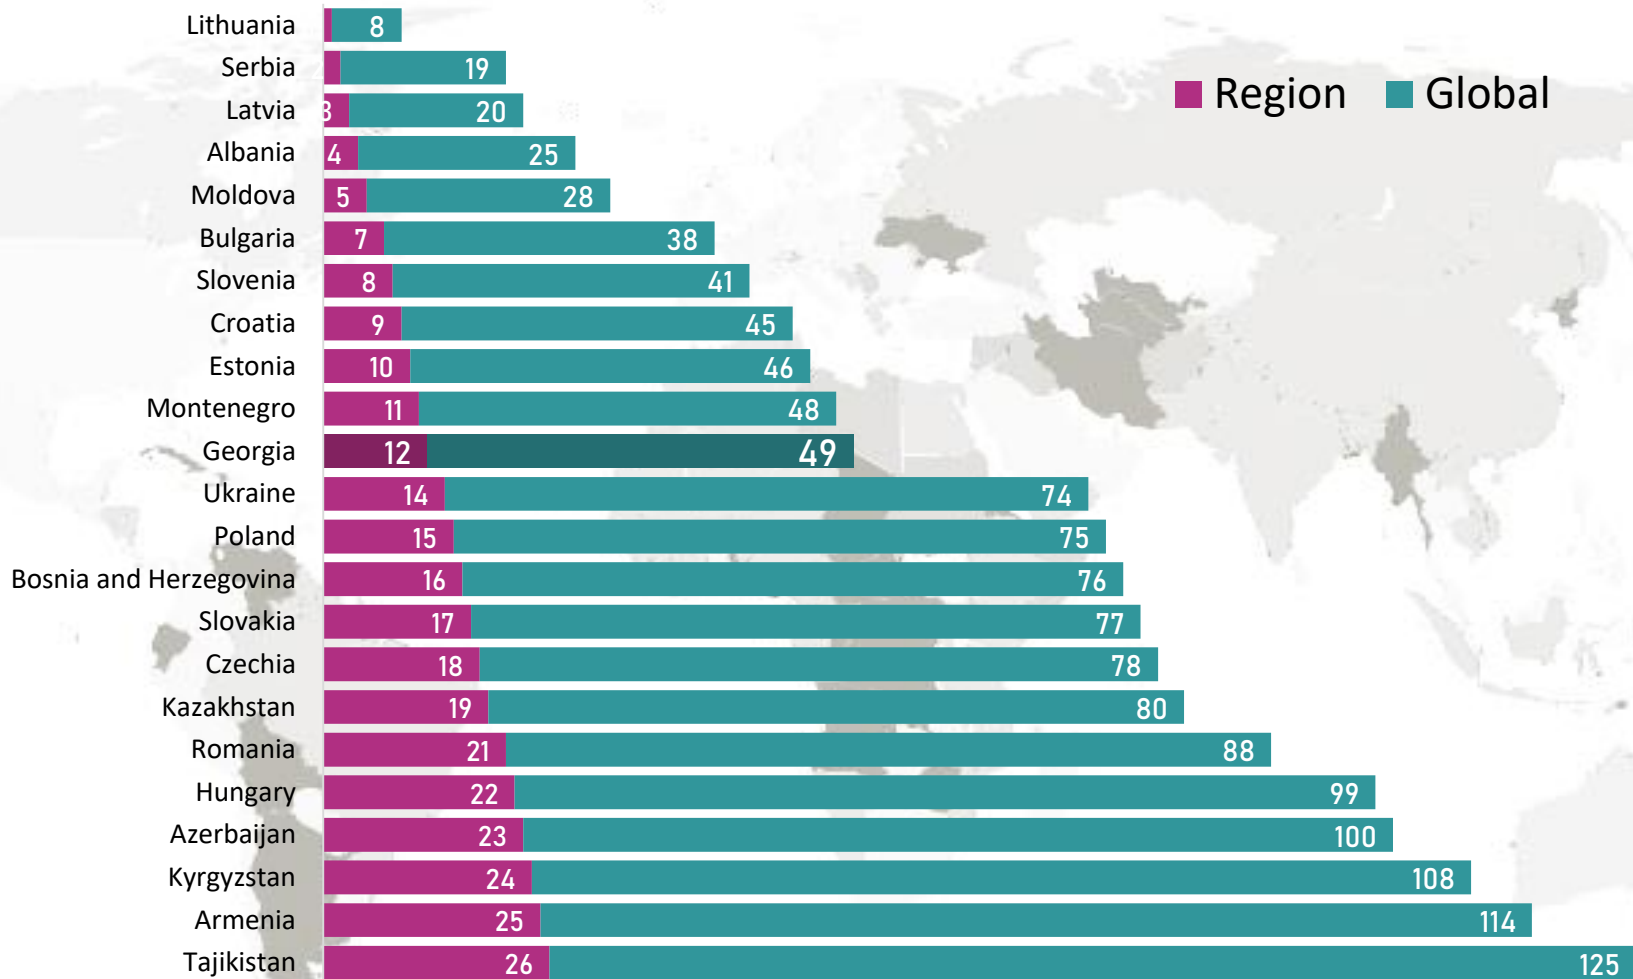 Lithuania 8
Serbia 19
Region Global
Latvia 3 20
Albania 4 25
Moldova 5 28
Bulgaria 7 38
Slovenia 8 41
Croatia 9 45
Estonia 10 46
Montenegro 11 48
Georgia 12 49
Ukraine 14 74
Poland 15 75
Bosnia and Herzegovina 16 76
Slovakia 17 77
Czechia 18 78
Kazakhstan 19 80
Romania 21 88
Hungary 22 99
Azerbaijan 23 100
Kyrgyzstan 24 108
Armenia 25 114
Tajikistan 26 125